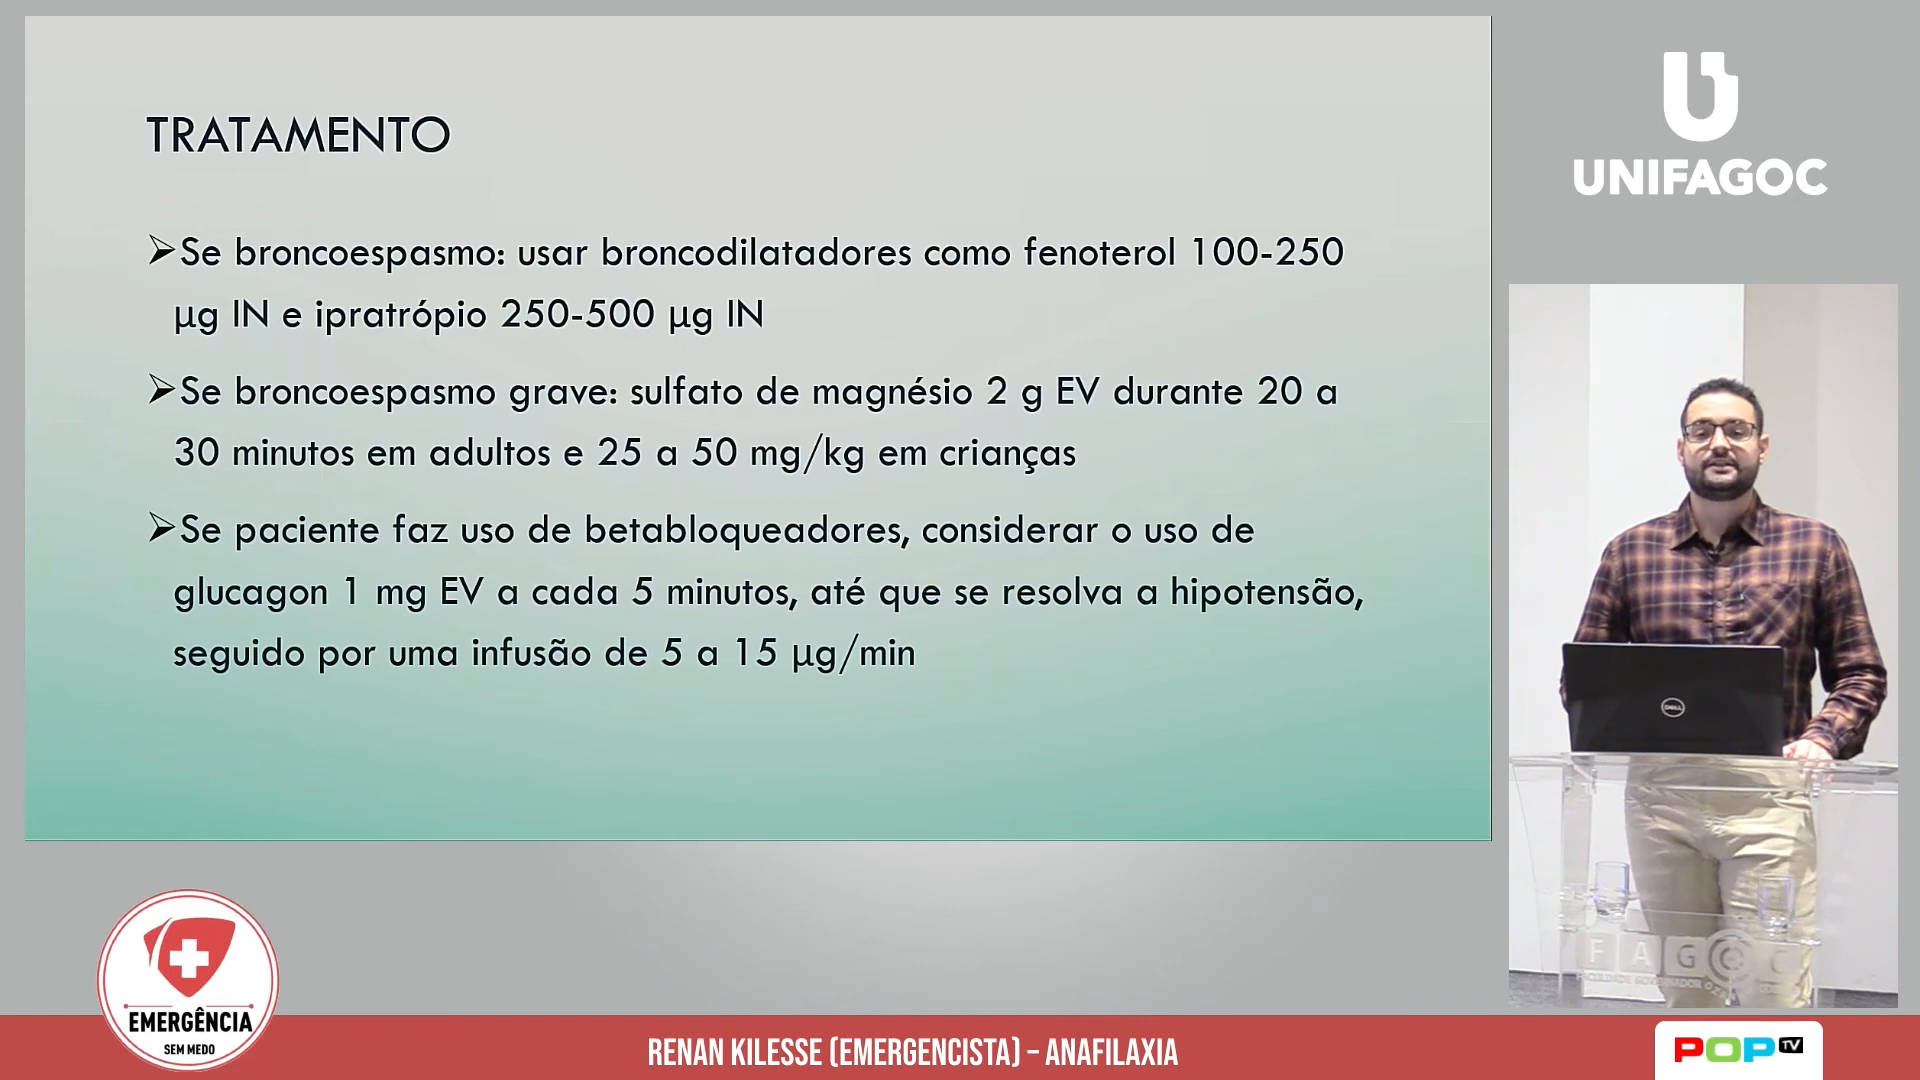 TRATAMENTO
➢Se broncoespasmo: usar broncodilatadores como fenoterol 100-250
µg IN e ipratrópio 250-500 µg IN
➢Se broncoespasmo grave: sulfato de magnésio 2 g EV durante 20 a
30 minutos em adultos e 25 a 50 mg/kg em crianças
➢Se paciente faz uso de betabloqueadores, considerar o uso de
glucagon 1 mg EV a cada 5 minutos, até que se resolva a hipotensão,
seguido por uma infusão de 5 a 15 µg/min
UNIFAGOC
DELL
FAGOC
EMERGÊNCIA
SEM MEDO
RENAN KILESSE (EMERGENCISTA) – ANAFILAXIA
POP TV